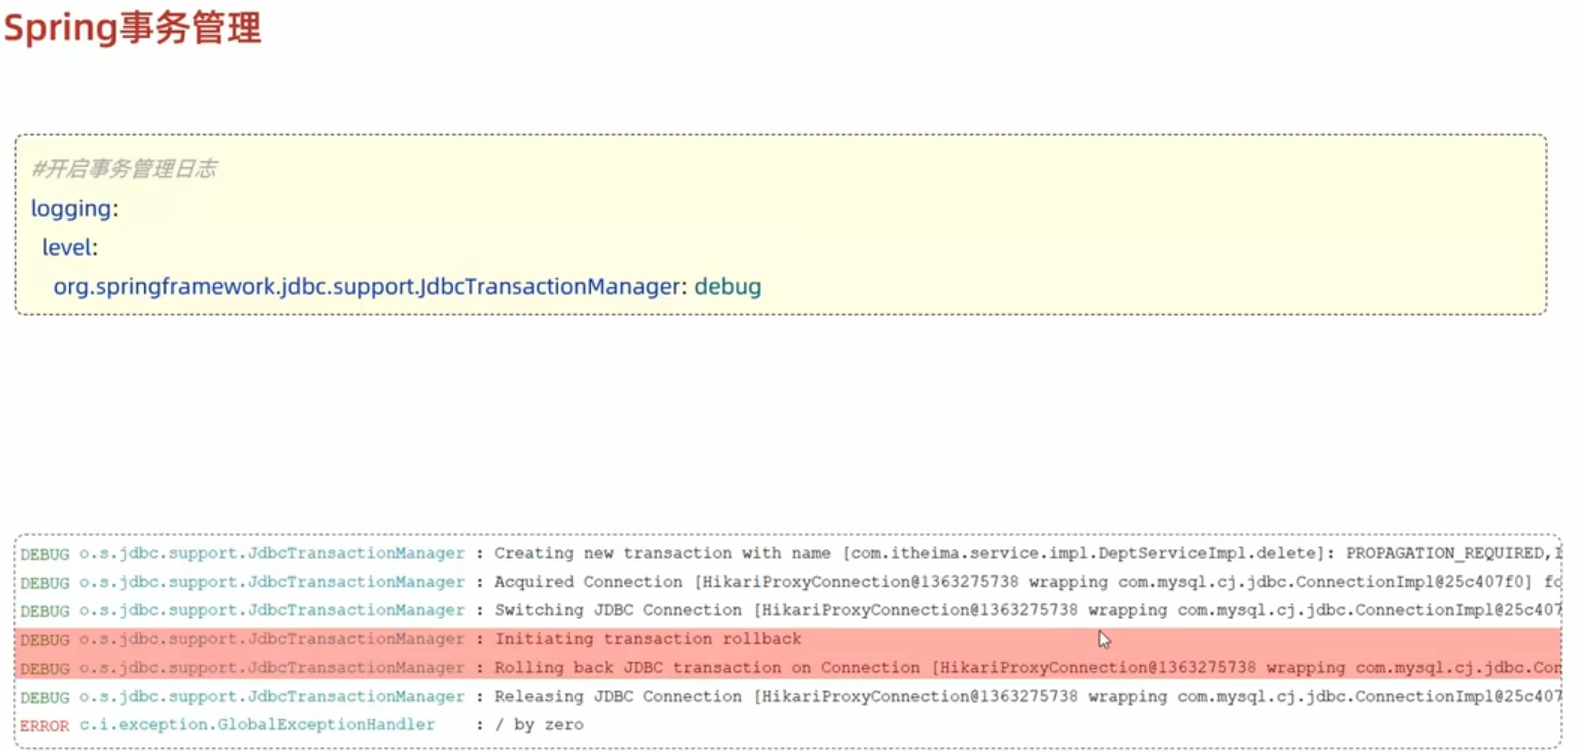 Spring事务管理
#开启事务管理日志
logging:
level:
org.springframework.jdbc.support.JdbcTransactionManager: debug
DEBUG o.s.jdbc.support.JdbcTransactionManager : Creating new transaction with name [com.itheima.service.impl.DeptServiceImpl.delete]: PROPAGATION_REQUIRED,
DEBUG o.s.jdbc.support.JdbcTransactionManager : Acquired Connection [HikariProxyConnection@1363275738 wrapping com.mysql.cj.jdbc.ConnectionImpl@25c407f0]
DEBUG o.s.jdbc.support.JdbcTransactionManager : Switching JDBC Connection [HikariProxyConnection@1363275738 wrapping com.mysql.cj.jdbc.ConnectionImpl@25c407
DEBUG o.s.jdbc.support.JdbcTransactionManager : Initiating transaction rollback
DEBUG o.s.jdbc.support.JdbcTransactionManager : Rolling back JDBC transaction on Connection [HikariProxyConnection@1363275738 wrapping com.mysql.cj.jdbc.Con
DEBUG o.s.jdbc.support.JdbcTransactionManager : Releasing JDBC Connection [HikariProxyConnection@1363275738 wrapping com.mysql.cj.jdbc.ConnectionImpl@25c407
ERROR c.i.exception.GlobalExceptionHandler : / by zero